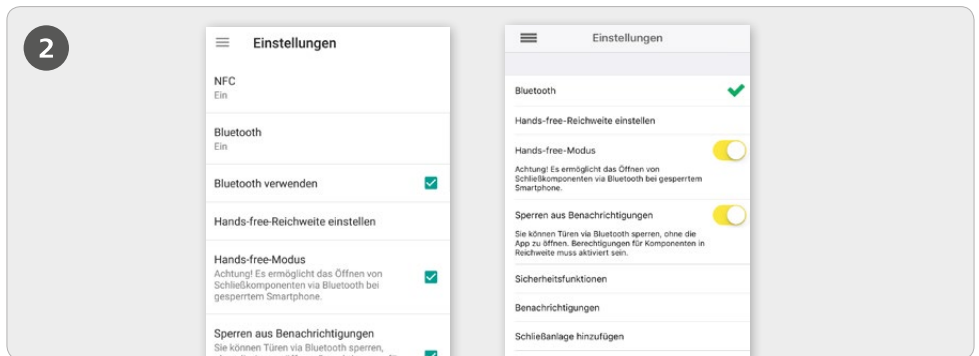 2
Einstellungen
NFC
Ein
Bluetooth
Ein
Bluetooth verwenden
Hands-free-Reichweite einstellen
Hands-free-Modus
Achtung! Es ermöglicht das Öffnen von
Schließkomponenten via Bluetooth bei
gesperrtem Smartphone.
Sperren aus Benachrichtigungen
Sie können Türen via Bluetooth sperren,
Einstellungen
Bluetooth
Hands-free-Reichweite einstellen
Hands-free-Modus
Achtung! Es ermöglicht das Öffnen von
Schließkomponenten via Bluetooth bei gesperrtem
Smartphone.
Sperren aus Benachrichtigungen
Sie können Türen via Bluetooth sperren, ohne die
App zu öffnen. Berechtigungen für Komponenten in
Reichweite muss aktiviert sein.
Sicherheitsfunktionen
Benachrichtigungen
Schließanlage hinzufügen